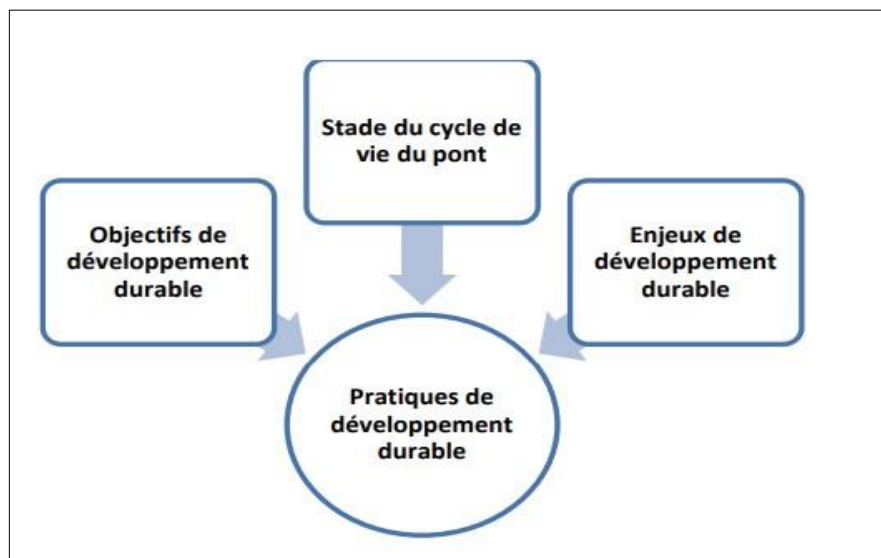 Stade du cycle de
vie du pont
Objectifs de
développement
durable
Enjeux de
développement
durable
Pratiques de
développement
durable